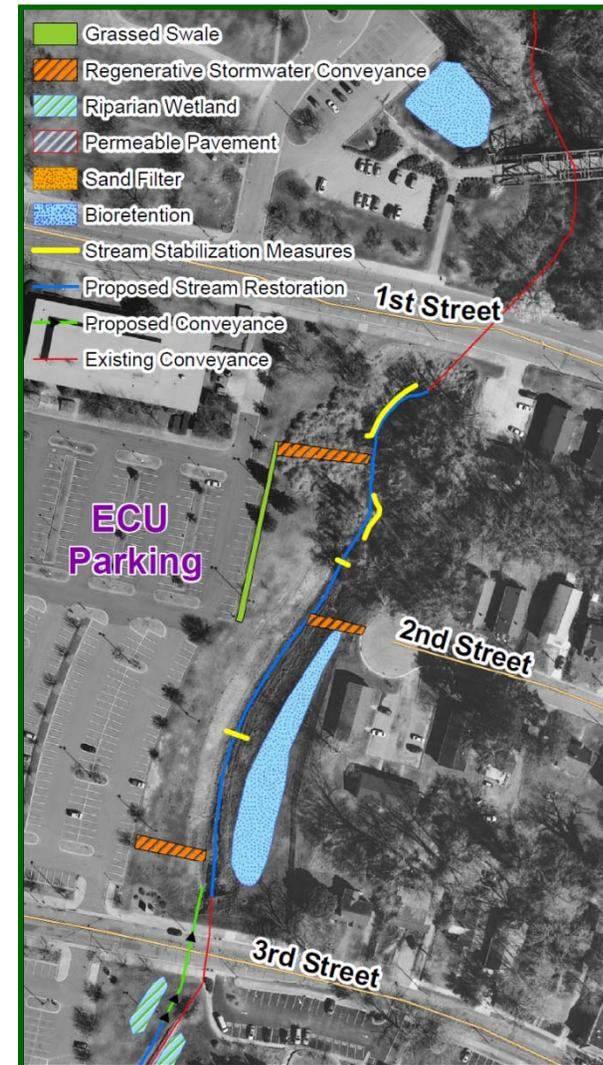 Grassed Swale
Regenerative Stormwater Conveyance
Riparian Wetland
Permeable Pavement
Sand Filter
Bioretention
Stream Stabilization Measures
Proposed Stream Restoration
Proposed Conveyance
Existing Conveyance
1st Street
ECU
Parking
2nd Street
3rd Street